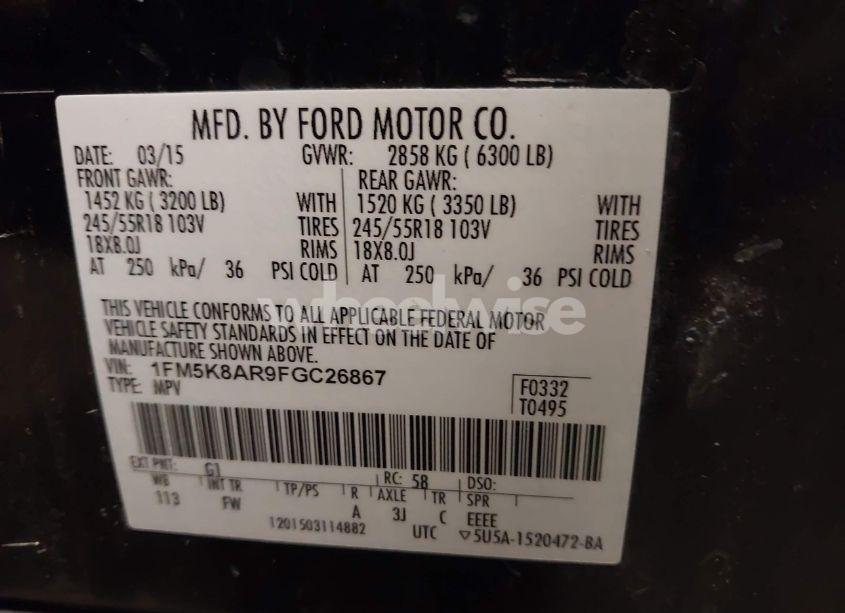 MFD. BY FORD MOTOR CO.
DATE: 03/15 GVWR: 2858 KG ( 6300 LB)
FRONT GAWR: REAR GAWR:
1452 KG ( 3200 LB) WITH 1520 KG ( 3350 LB) WITH
245/55R18 103V TIRES 245/55R18 103V TIRES
18X8.0J RIMS 18X8.0J RIMS
AT 250 kPa/ 36 PSI COLD AT 250 kPa/ 36 PSI COLD
THIS VEHICLE CONFORMS TO ALL APPLICABLE FEDERAL MOTOR
VEHICLE SAFETY STANDARDS IN EFFECT ON THE DATE OF
MANUFACTURE SHOWN ABOVE.
VIN: 1FM5K8AR9FGC26867
TYPE: MPV
F0332
T0495
EXT PNT: G1 RC: 58 DSO:
WB INT TR TP/PS R AXLE TR SPR
113 FW A 3J C EEEE
1201503114882 UTC ▽5U5A-1520472-BA
wheelwise